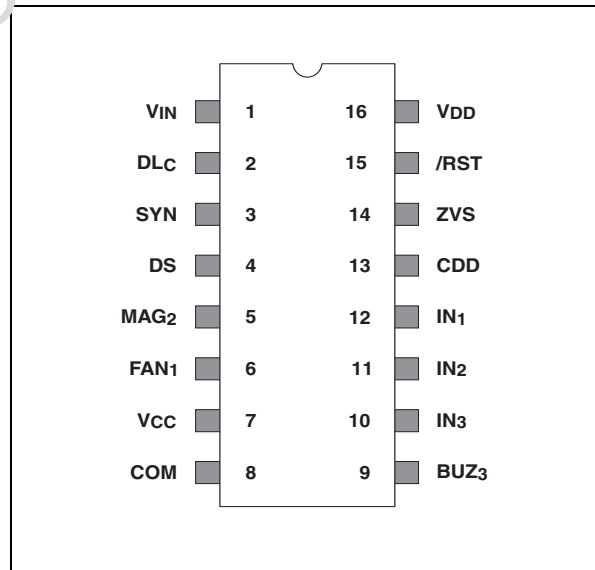 VIN 1 16 VDD
DLC 2 15 /RST
SYN 3 14 ZVS
DS 4 13 CDD
MAG2 5 12 IN1
FAN1 6 11 IN2
VCC 7 10 IN3
COM 8 9 BUZ3